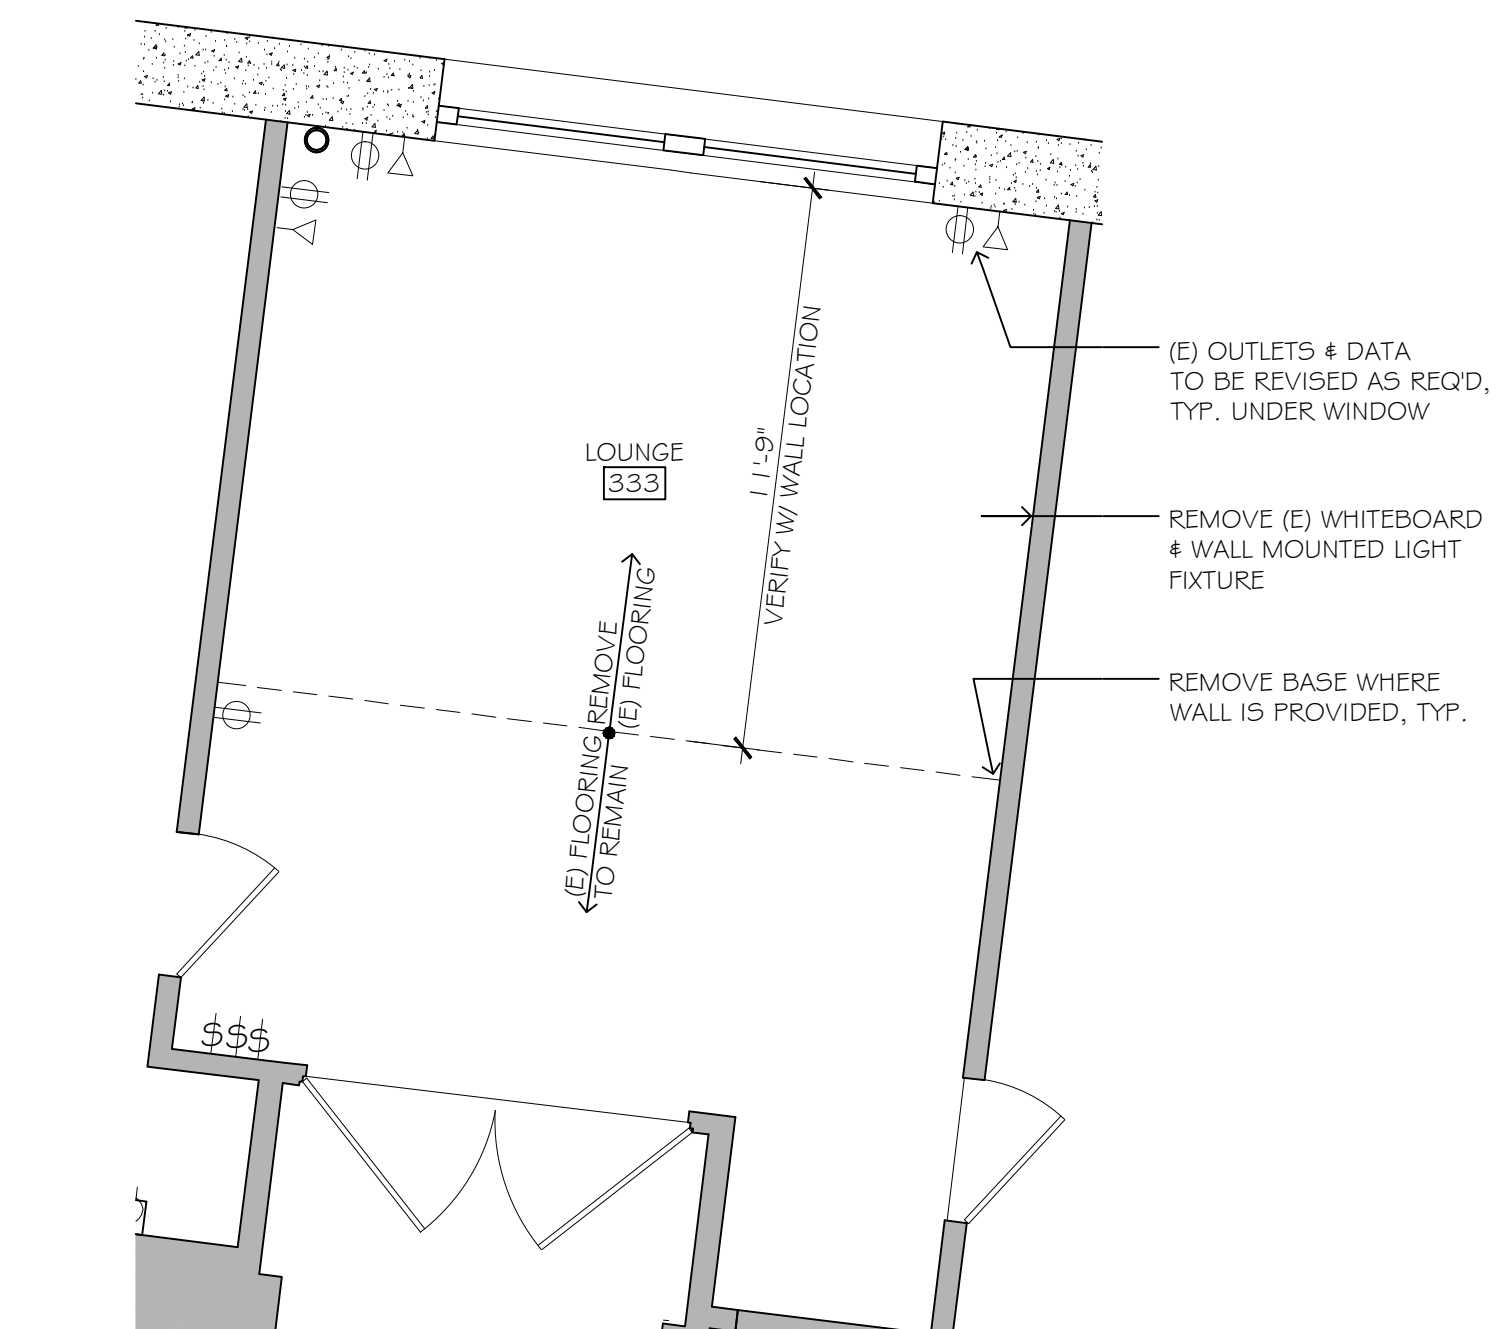 (E) OUTLETS & DATA
TO BE REVISED AS REQ'D,
TYP. UNDER WINDOW
11'-9"
VERIFY W/ WALL LOCATION
LOUNGE
333
REMOVE (E) WHITEBOARD
& WALL MOUNTED LIGHT
FIXTURE
REMOVE
(E) FLOORING
REMOVE BASE WHERE
WALL IS PROVIDED, TYP.
(E) FLOORING
TO REMAIN
$$$